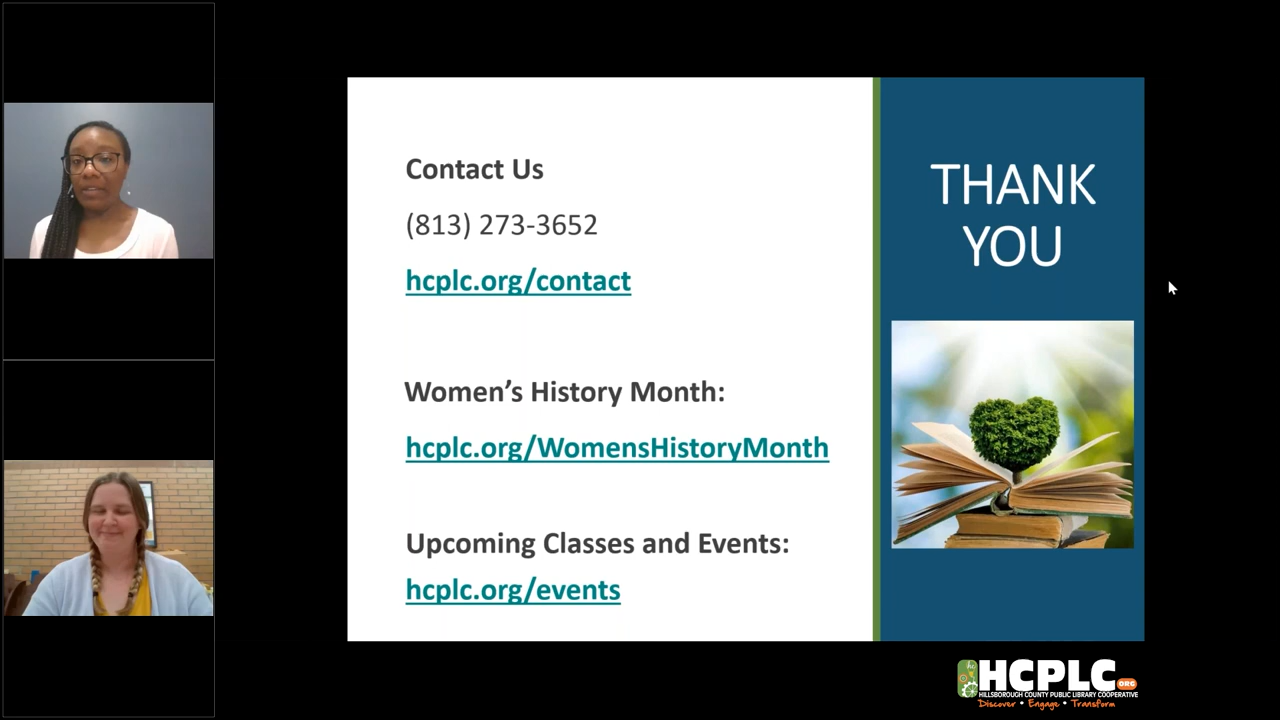 Contact Us
(813) 273-3652
hcplc.org/contact
Women's History Month:
hcplc.org/WomensHistoryMonth
Upcoming Classes and Events:
hcplc.org/events
THANK
YOU
hc
HCPLC.ORG
HILLSBOROUGH COUNTY PUBLIC LIBRARY COOPERATIVE
Discover • Engage • Transform